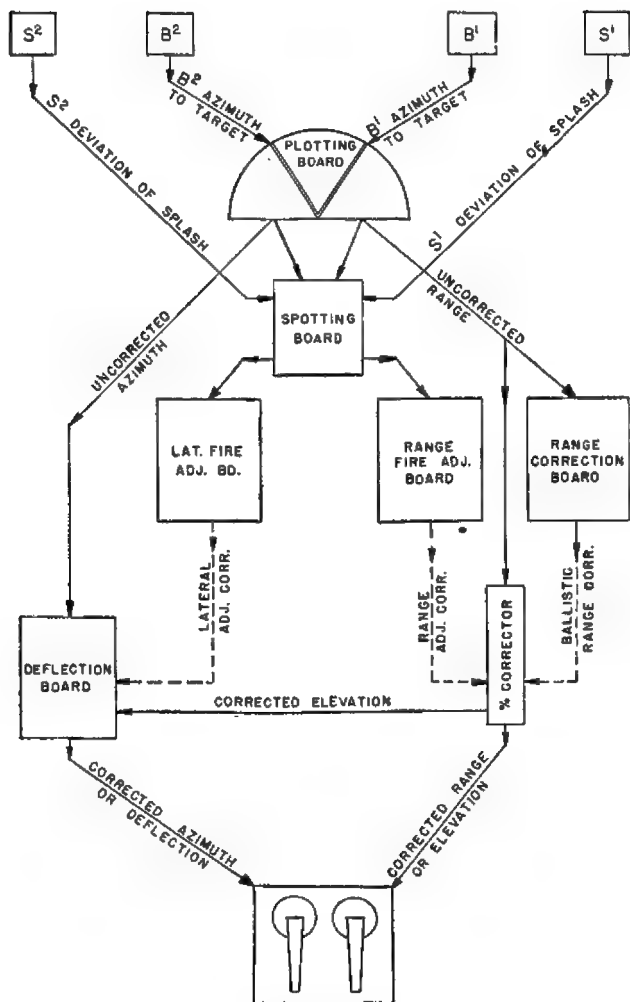 S² B² B¹ S¹
B² AZIMUTH
TO TARGET
B¹ AZIMUTH
TO TARGET
S² DEVIATION OF SPLASH
S¹ DEVIATION OF SPLASH
PLOTTING
BOARD
UNCORRECTED
AZIMUTH
UNCORRECTED
RANGE
SPOTTING
BOARD
LAT. FIRE
ADJ. BD.
RANGE
FIRE ADJ.
BOARD
RANGE
CORRECTION
BOARD
LATERAL
ADJ. CORR.
RANGE
ADJ. CORR.
BALLISTIC
RANGE CORR.
DEFLECTION
BOARD
CORRECTED ELEVATION
% CORRECTOR
CORRECTED AZIMUTH
OR DEFLECTION
CORRECTED RANGE
OR ELEVATION